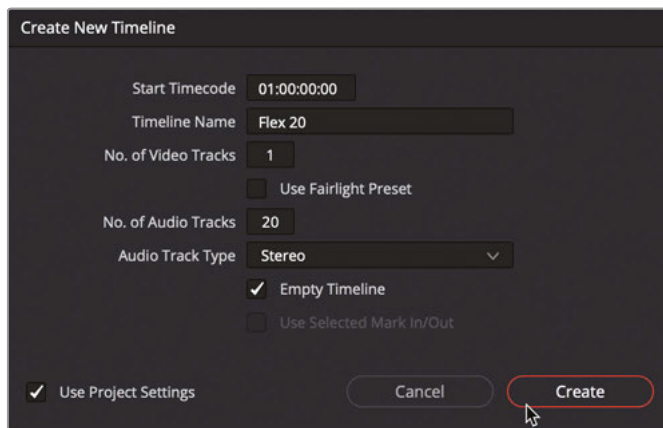 Create New Timeline
Start Timecode 01:00:00:00
Timeline Name Flex 20
No. of Video Tracks 1
Use Fairlight Preset
No. of Audio Tracks 20
Audio Track Type Stereo
Empty Timeline
Use Selected Mark In/Out
Use Project Settings Cancel Create